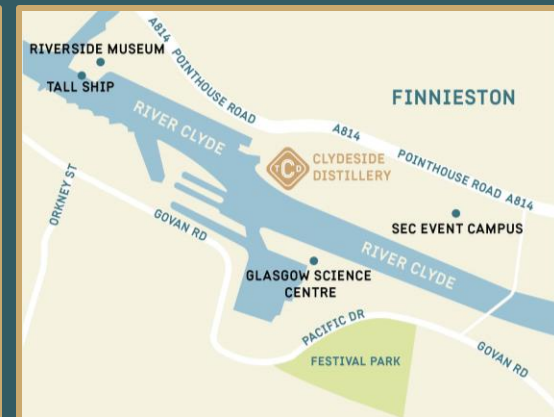 RIVERSIDE MUSEUM
TALL SHIP
A814
POINTHOUSE ROAD
RIVER CLYDE
FINNIESTON
A814
POINTHOUSE ROAD A814
TCD
CLYDESIDE
DISTILLERY
ORKNEY ST
GOVAN RD
SEC EVENT CAMPUS
RIVER CLYDE
GLASGOW SCIENCE
CENTRE
PACIFIC DR
FESTIVAL PARK
GOVAN RD